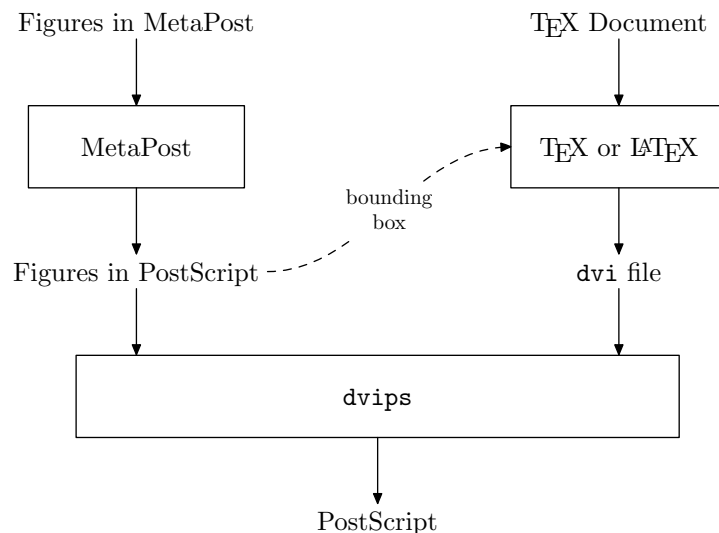 Figures in MetaPost
TEX Document
MetaPost
TEX or LATEX
bounding
box
Figures in PostScript
dvi file
dvips
PostScript